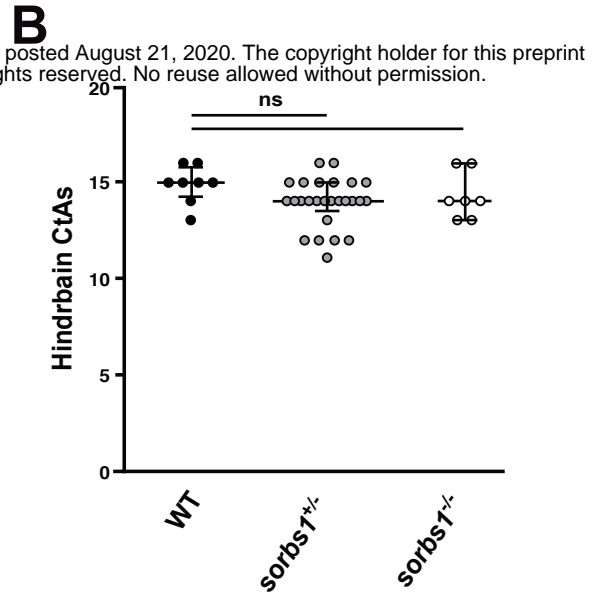 B
posted August 21, 2020. The copyright holder for this preprint
ghts reserved. No reuse allowed without permission.
20
ns
15
10
5
0
Hindrbain CtAs
WT
sorbs1+/-
sorbs1-/-